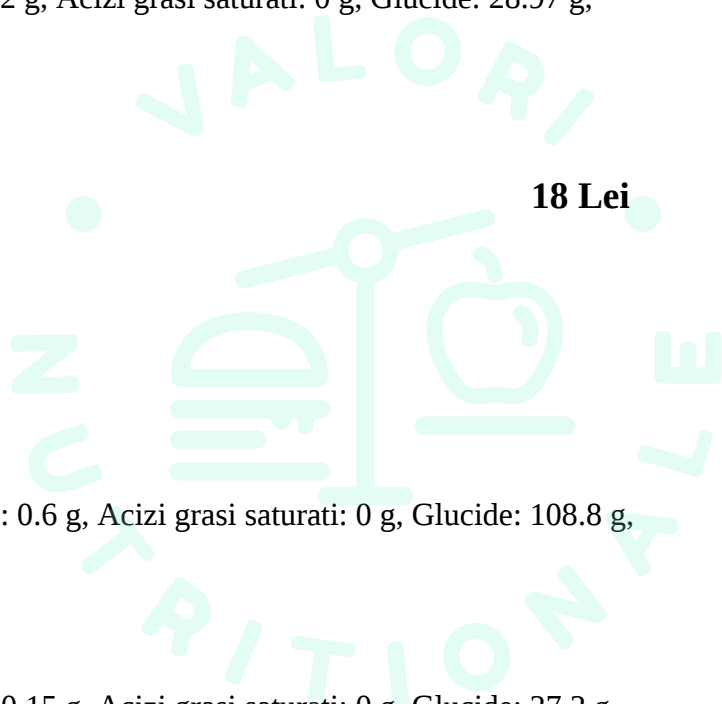 2 g, Acizi grasi saturati: 0 g, Glucide: 28.97 g,
VALORI
18 Lei
NUTRITIONALE
: 0.6 g, Acizi grasi saturati: 0 g, Glucide: 108.8 g,
0.15 g, Acizi grasi saturati: 0 g, Glucide: 27.2 g